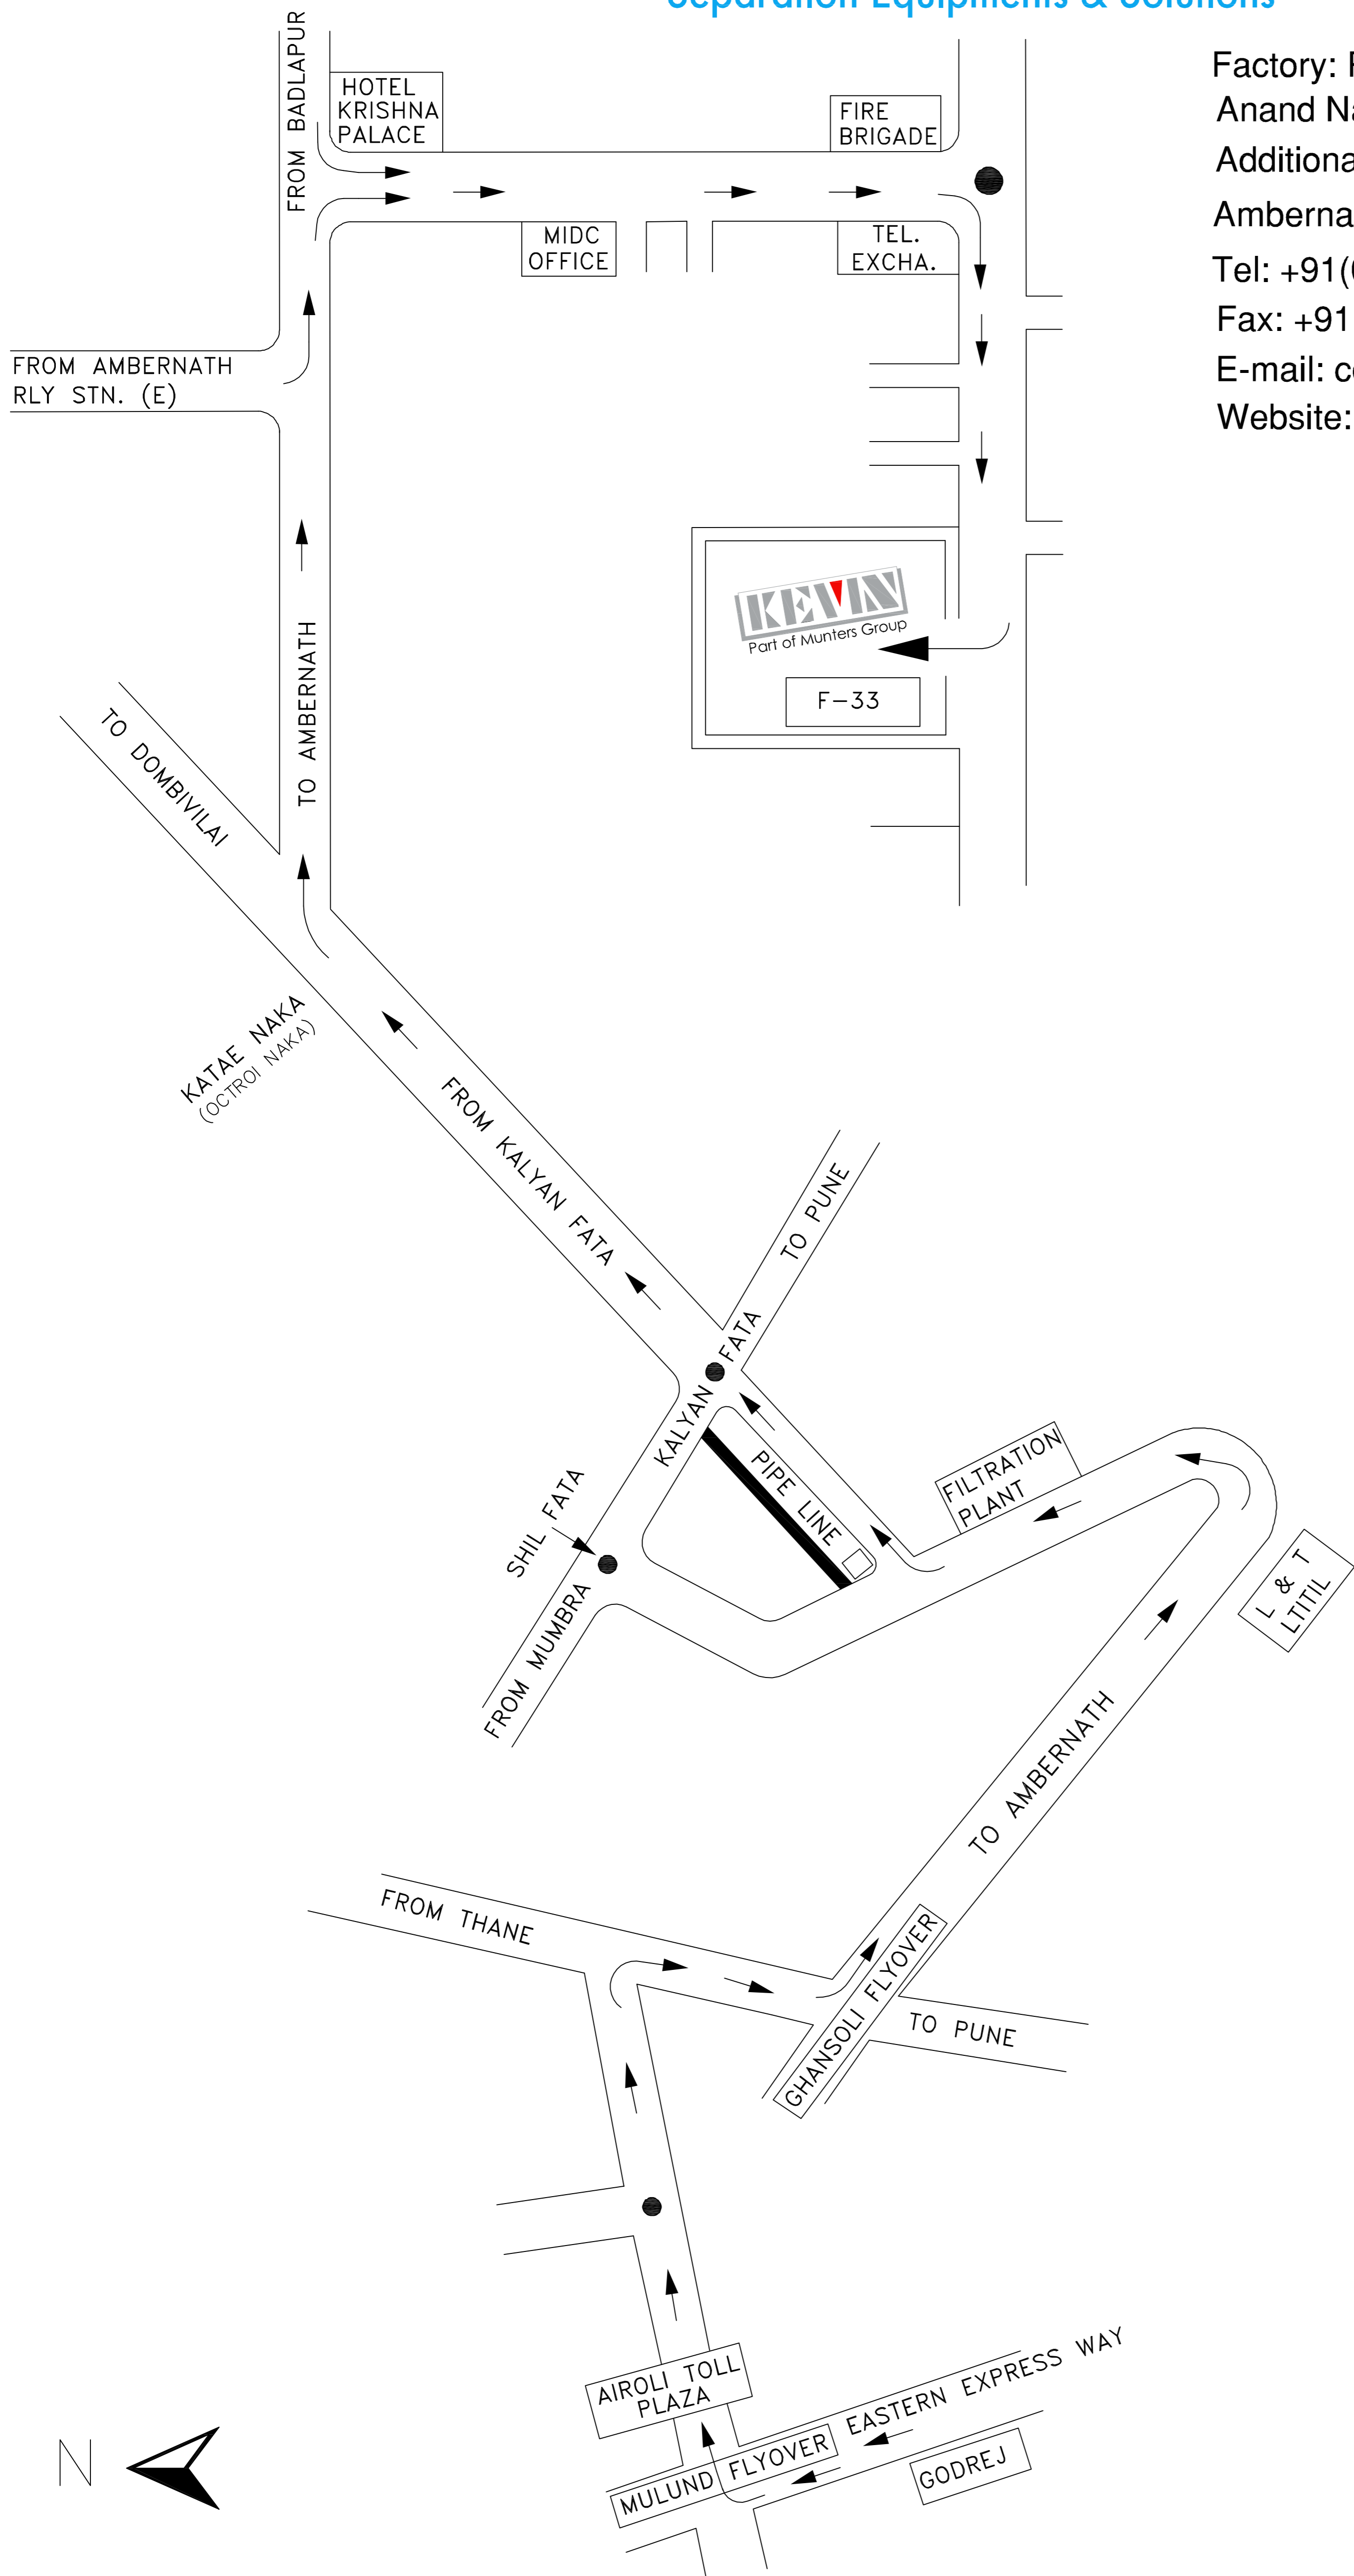 Separation Equipments & Solutions
Factory:
Anand
Tel:
Fax: +91
E-mail:
Website:
FROM BADLAPUR
HOTEL
KRISHNA
PALACE
FIRE
BRIGADE
MIDC
OFFICE
TEL.
EXCHA.
FROM AMBERNATH
RLY STN. (E)
KEVIN
Part of Munters Group
F-33
TO AMBERNATH
TO DOMBIVILAI
KATAE NAKA
(OCTROI NAKA)
FROM KALYAN FATA
TO PUNE
KALYAN FATA
PIPE LINE
SHIL FATA
FROM MUMBRA
FILTRATION
PLANT
L & T
LTITIL
TO AMBERNATH
FROM THANE
GHANSOLI FLYOVER
TO PUNE
AIROLI TOLL
PLAZA
EASTERN EXPRESS WAY
MULUND FLYOVER
GODREJ
N